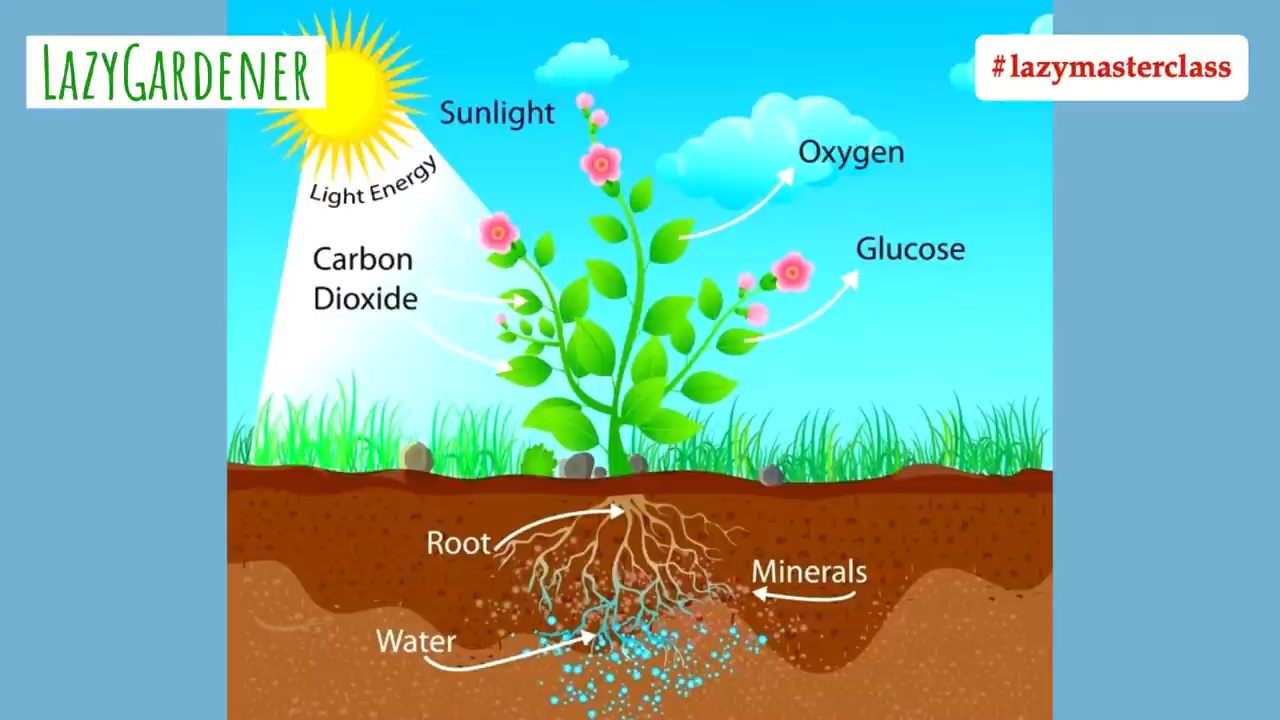 LazyGardener
#lazymasterclass
Sunlight
Light Energy
Oxygen
Carbon
Dioxide
Glucose
Root
Minerals
Water